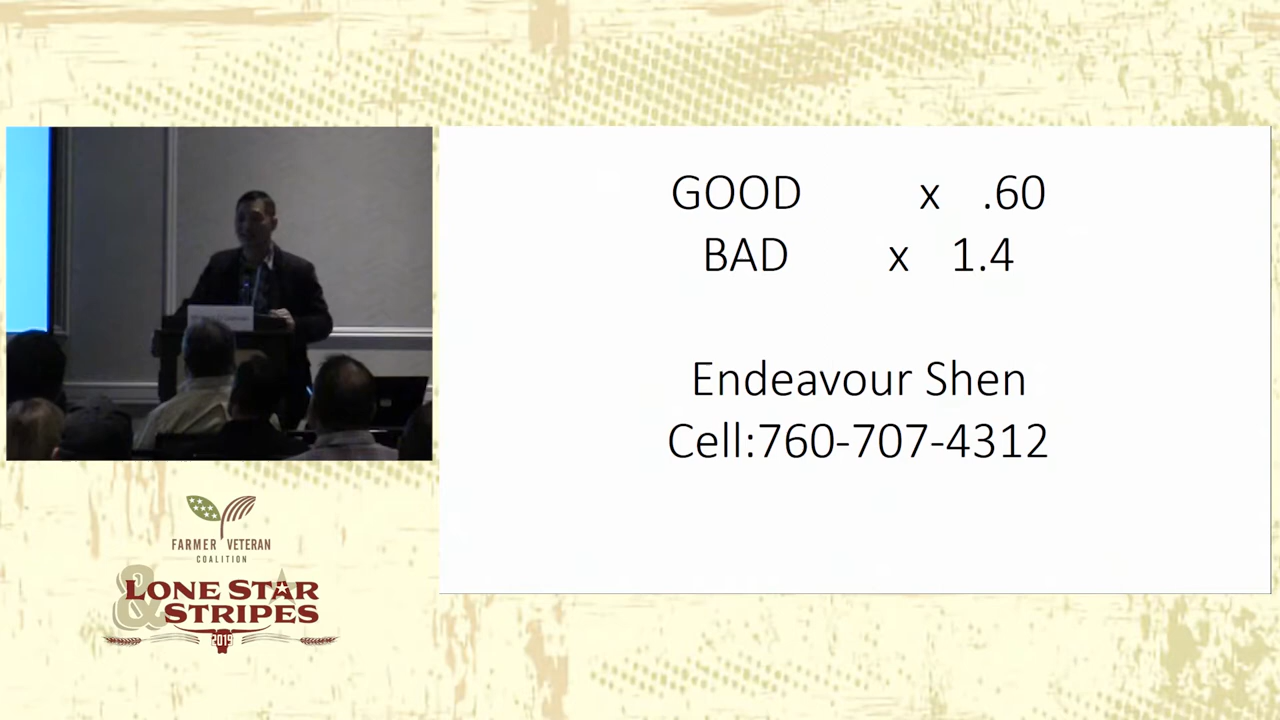 GOOD x .60
BAD x 1.4
Endeavour Shen
Cell:760-707-4312
FARMER VETERAN
COALITION
&
LONE STAR
STRIPES
2019